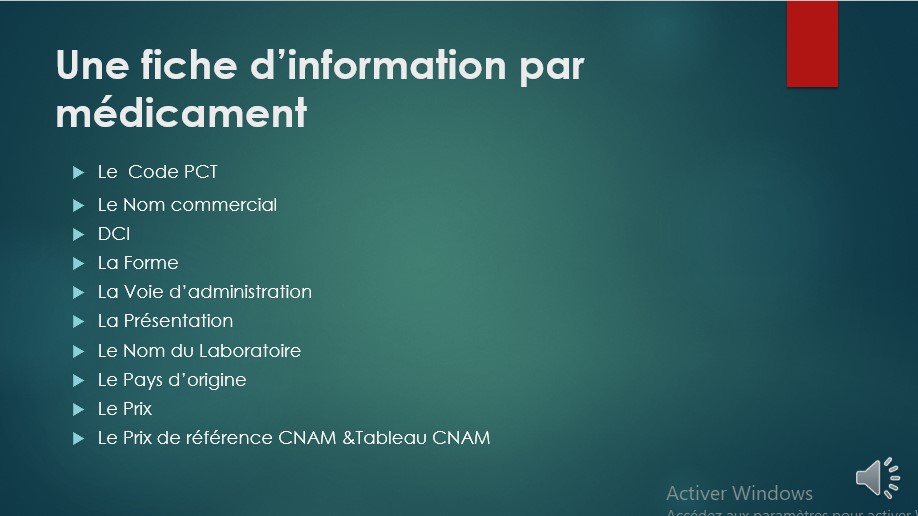 Une fiche d’information par
médicament
Le Code PCT
Le Nom commercial
DCI
La Forme
La Voie d’administration
La Présentation
Le Nom du Laboratoire
Le Pays d’origine
Le Prix
Le Prix de référence CNAM &Tableau CNAM
Activer Windows
Accédez aux paramètres pour activer